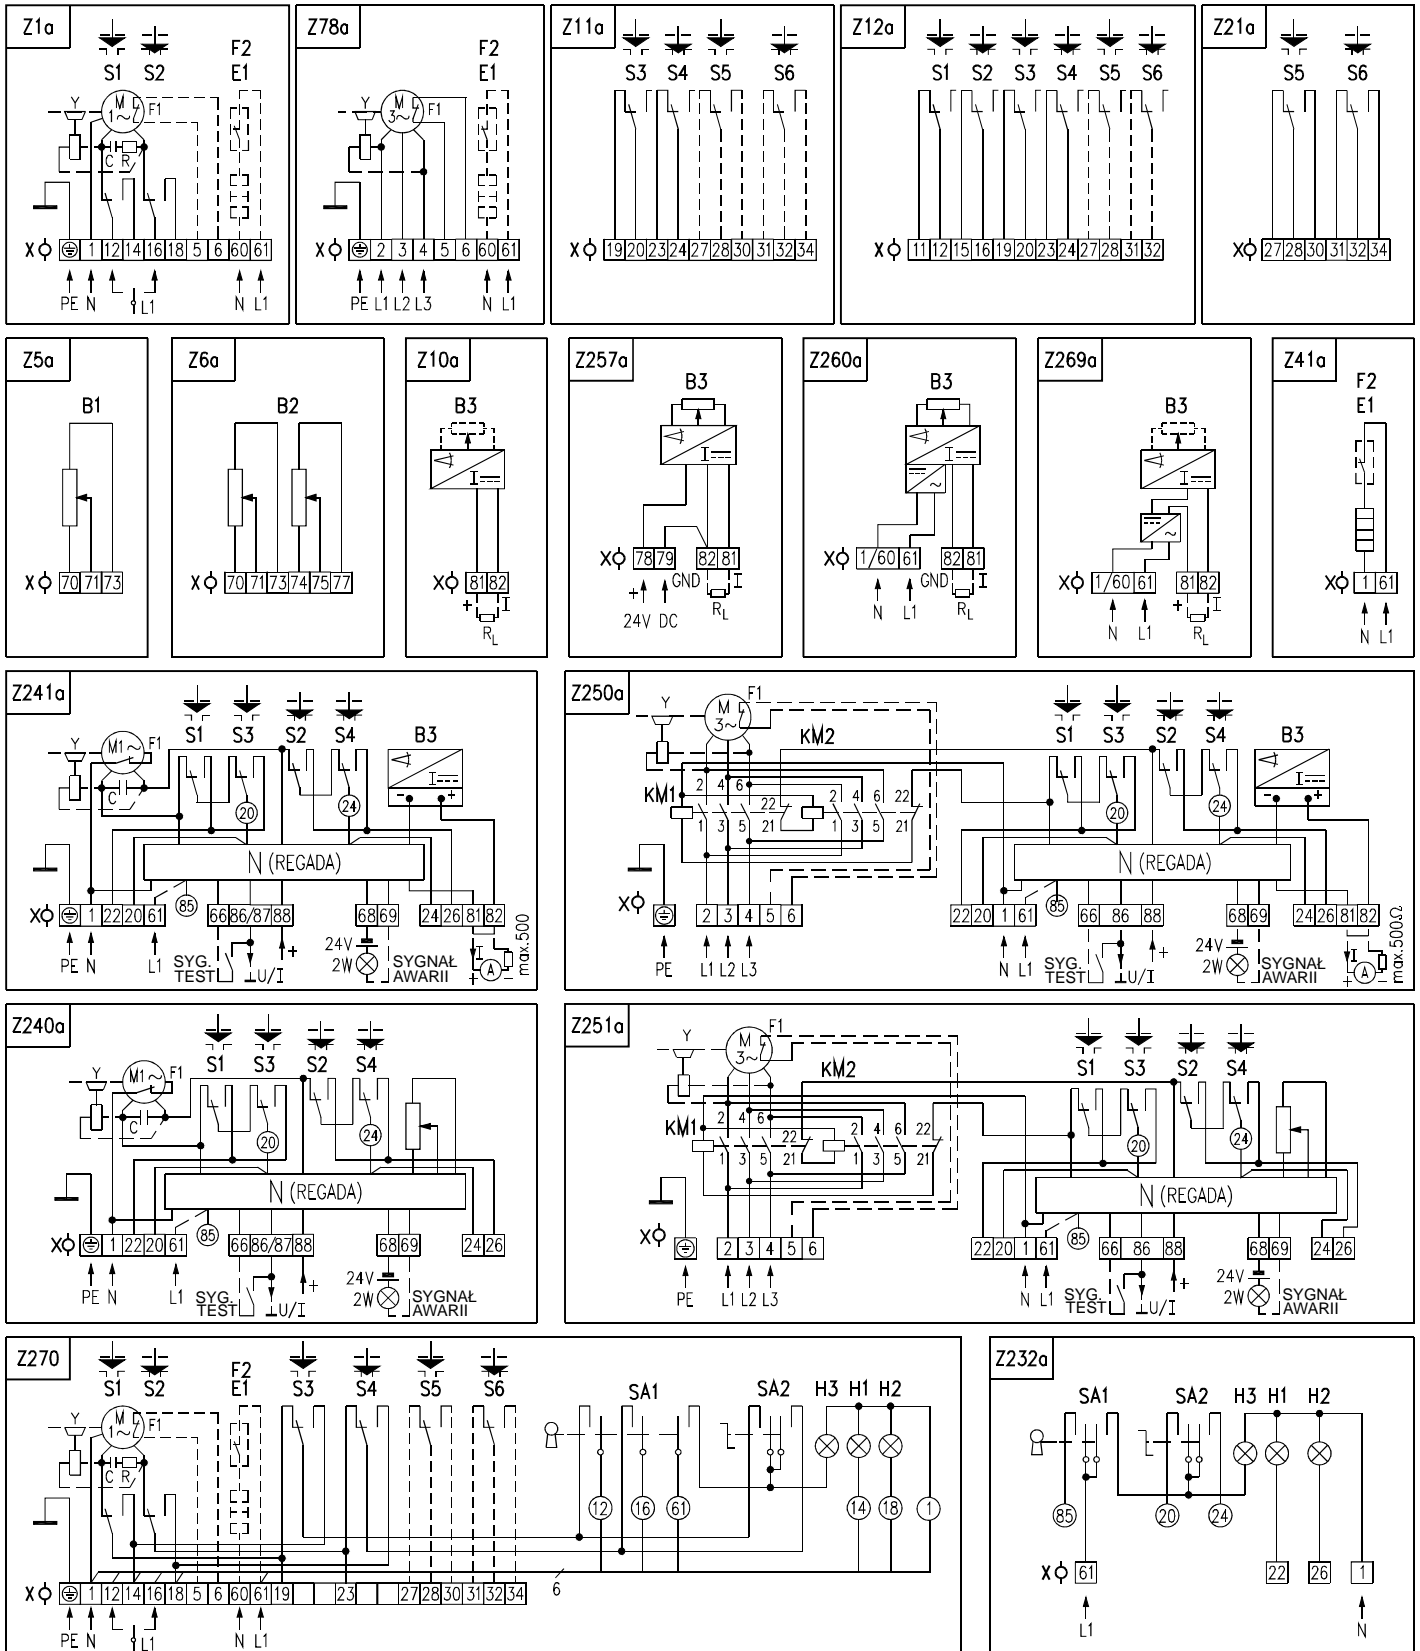 Z1a
S1 S2
F2
E1
Y
M
1~
F1
C R
X 1 12 14 16 18 5 6 60 61
PE N L1 N L1
Z78a
F2
E1
Y
M
3~
F1
X 2 3 4 5 6 60 61
PE L1 L2 L3 N L1
Z11a
S3 S4 S5 S6
X 19 20 23 24 27 28 30 31 32 34
Z12a
S1 S2 S3 S4 S5 S6
X 11 12 15 16 19 20 23 24 27 28 31 32
Z21a
S5 S6
X 27 28 30 31 32 34
Z5a
B1
X 70 71 73
Z6a
B2
X 70 71 73 74 75 77
Z10a
B3
I
X 81 82
+ I
RL
Z257a
B3
I
X 78 79 82 81
GND I
+
24V DC RL
Z260a
B3
I
~
X 1/60 61 82 81
GND I
N L1 RL
Z269a
B3
I
~
X 1/60 61 81 82
+ I
N L1 RL
Z41a
F2
E1
X 1 61
N L1
Z241a
S1 S3 S2 S4 B3
Y M1~ F1
I
- +
C 20 24
N (REGADA)
85
X 1 22 20 61 66 86/87 88 68 69 24 26 81 82
PE N L1
SYG.
TEST
U/I
+
24V
2W
SYGNAŁ
AWARII
I
+ A -
max.500
Z250a
Y M
3~
F1
KM2
S1 S3 S2 S4 B3
I
- +
KM1
2 4 6 22 2 4 6 22
1 3 5 21 1 3 5 21
20 24
N (REGADA)
85
X 2 3 4 5 6 22 20 1 61 66 86 88 68 69 24 26 81 82
PE L1 L2 L3 N L1
SYG.
TEST
U/I
+
24V
2W
SYGNAŁ
AWARII
I
+ A -
max.500Ω
Z240a
S1 S3 S2 S4
Y M1~ F1
C 20 24
N (REGADA)
85
X 1 22 20 61 66 86/87 88 68 69 24 26
PE N L1
SYG.
TEST
U/I
+
24V
2W
SYGNAŁ
AWARII
Z251a
Y M
3~
F1
KM2
S1 S3 S2 S4
KM1
2 4 6 22 2 4 6 22
1 3 5 21 1 3 5 21
20 24
N (REGADA)
85
X 2 3 4 5 6 22 20 1 61 66 86 88 68 69 24 26
PE L1 L2 L3 N L1
SYG.
TEST
U/I
+
24V
2W
SYGNAŁ
AWARII
Z270
S1 S2
F2
E1
S3 S4 S5 S6 SA1 SA2 H3 H1 H2
Y
M
1~
F1
C R
12 16 61 14 18 1
6
X 1 12 14 16 18 5 6 60 61 19 23 27 28 30 31 32 34
PE N L1 N L1
Z232a
SA1 SA2 H3 H1 H2
85 20 24
X 61 22 26 1
L1 N